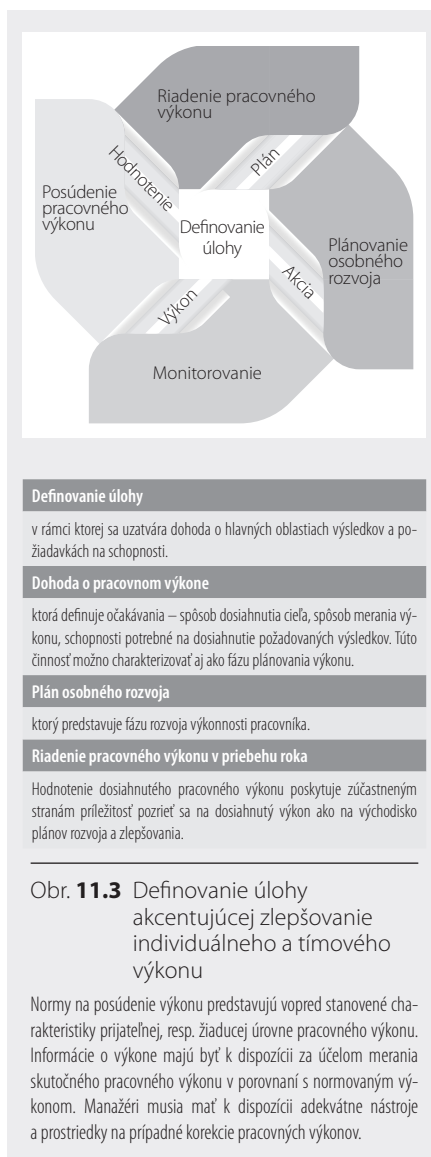 Riadenie pracovného
výkonu
Hodnotenie
Plán
Posúdenie
pracovného
výkonu
Definovanie
úlohy
Plánovanie
osobného
rozvoja
Akcia
Výkon
Monitorovanie
Definovanie úlohy
v rámci ktorej sa uzatvára dohoda o hlavných oblastiach výsledkov a po-
žiadavkách na schopnosti.
Dohoda o pracovnom výkone
ktorá definuje očakávania – spôsob dosiahnutia cieľa, spôsob merania vý-
konu, schopnosti potrebné na dosiahnutie požadovaných výsledkov. Túto
činnosť možno charakterizovať aj ako fázu plánovania výkonu.
Plán osobného rozvoja
ktorý predstavuje fázu rozvoja výkonnosti pracovníka.
Riadenie pracovného výkonu v priebehu roka
Hodnotenie dosiahnutého pracovného výkonu poskytuje zúčastneným
stranám príležitosť pozrieť sa na dosiahnutý výkon ako na východisko
plánov rozvoja a zlepšovania.
Obr. 11.3 Definovanie úlohy
akcentujúcej zlepšovanie
individuálneho a tímového
výkonu
Normy na posúdenie výkonu predstavujú vopred stanovené cha-
rakteristiky prijateľnej, resp. žiaducej úrovne pracovného výkonu.
Informácie o výkone majú byť k dispozícii za účelom merania
skutočného pracovného výkonu v porovnaní s normovaným vý-
konom. Manažéri musia mať k dispozícii adekvátne nástroje
a prostriedky na prípadné korekcie pracovných výkonov.